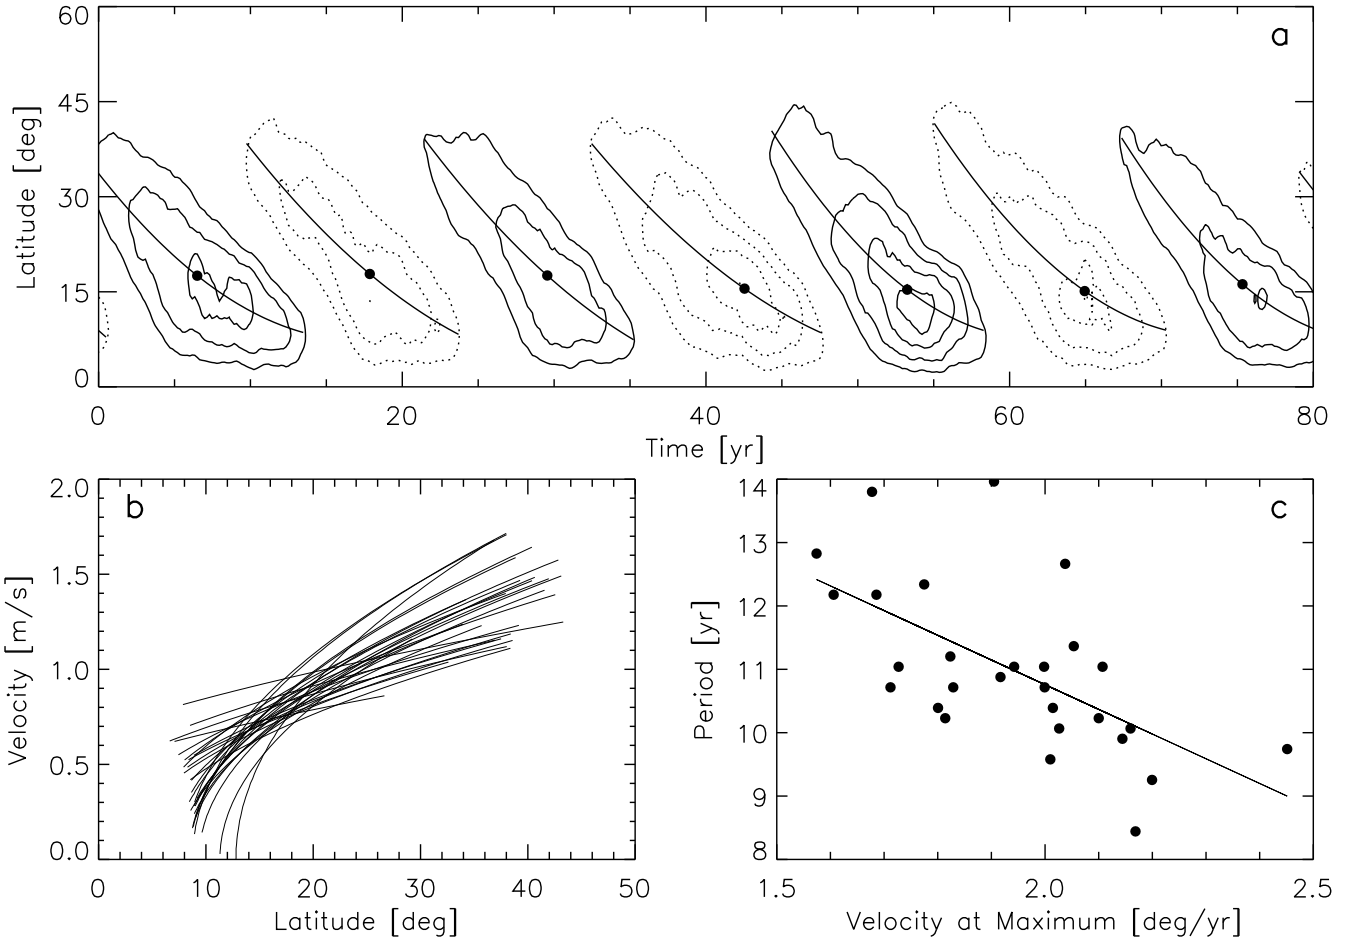 a
60
45
30
15
0
Latitude [deg]
0 20 40 60 80
Time [yr]
b
2.0
1.5
1.0
0.5
0.0
Velocity [m/s]
0 10 20 30 40 50
Latitude [deg]
c
14
13
12
11
10
9
8
Period [yr]
1.5 2.0 2.5
Velocity at Maximum [deg/yr]